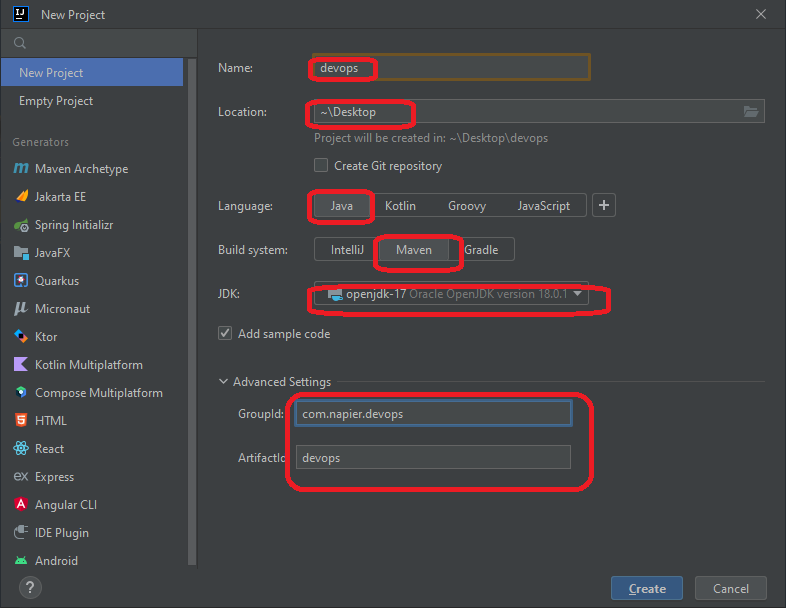 New Project
New Project
Empty Project
Generators
Maven Archetype
Jakarta EE
Spring Initializr
JavaFX
Quarkus
Micronaut
Ktor
Kotlin Multiplatform
Compose Multiplatform
HTML
React
Express
Angular CLI
IDE Plugin
Android
Name: devops
Location: ~\Desktop
Project will be created in: ~\Desktop\devops
Create Git repository
Language: Java Kotlin Groovy JavaScript +
Build system: IntelliJ Maven Gradle
JDK: openjdk-17 Oracle OpenJDK version 18.0.1
Add sample code
Advanced Settings
GroupId: com.napier.devops
ArtifactId devops
? Create Cancel